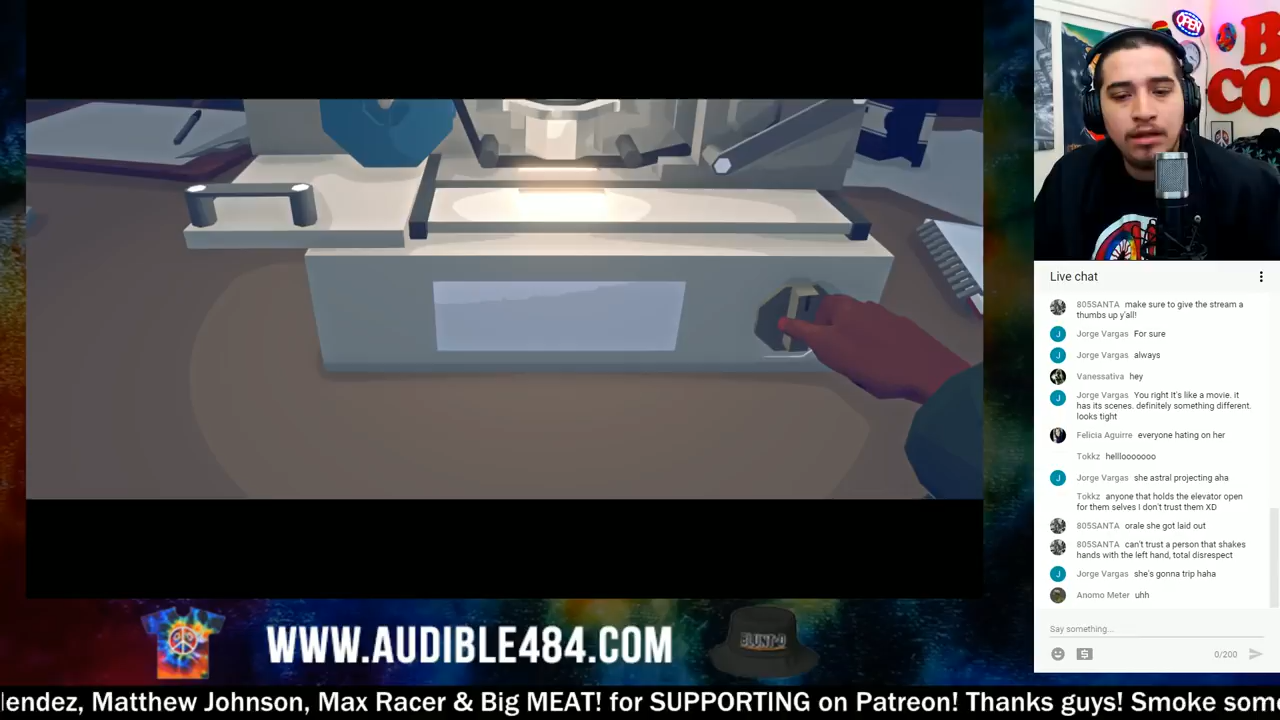 OPEN
B
CO
Live chat
805SANTA make sure to give the stream a
thumbs up y'all!
Jorge Vargas For sure
Jorge Vargas always
Vanessativa hey
Jorge Vargas You right It's like a movie. it
has its scenes. definitely something different.
looks tight
Felicia Aguirre everyone hating on her
Tokkz hellloooooooo
Jorge Vargas she astral projecting aha
Tokkz anyone that holds the elevator open
for them selves I don't trust them XD
805SANTA orale she got laid out
805SANTA can't trust a person that shakes
hands with the left hand, total disrespect
Jorge Vargas she's gonna trip haha
Anomo Meter uhh
Say something...
0/200
WWW.AUDIBLE484.COM
lendez, Matthew Johnson, Max Racer & Big MEAT! for SUPPORTING on Patreon! Thanks guys! Smoke som